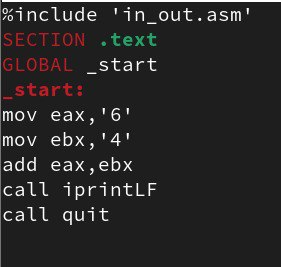 %include 'in_out.asm'
SECTION .text
GLOBAL _start
_start:
mov eax,'6'
mov ebx,'4'
add eax,ebx
call iprintLF
call quit